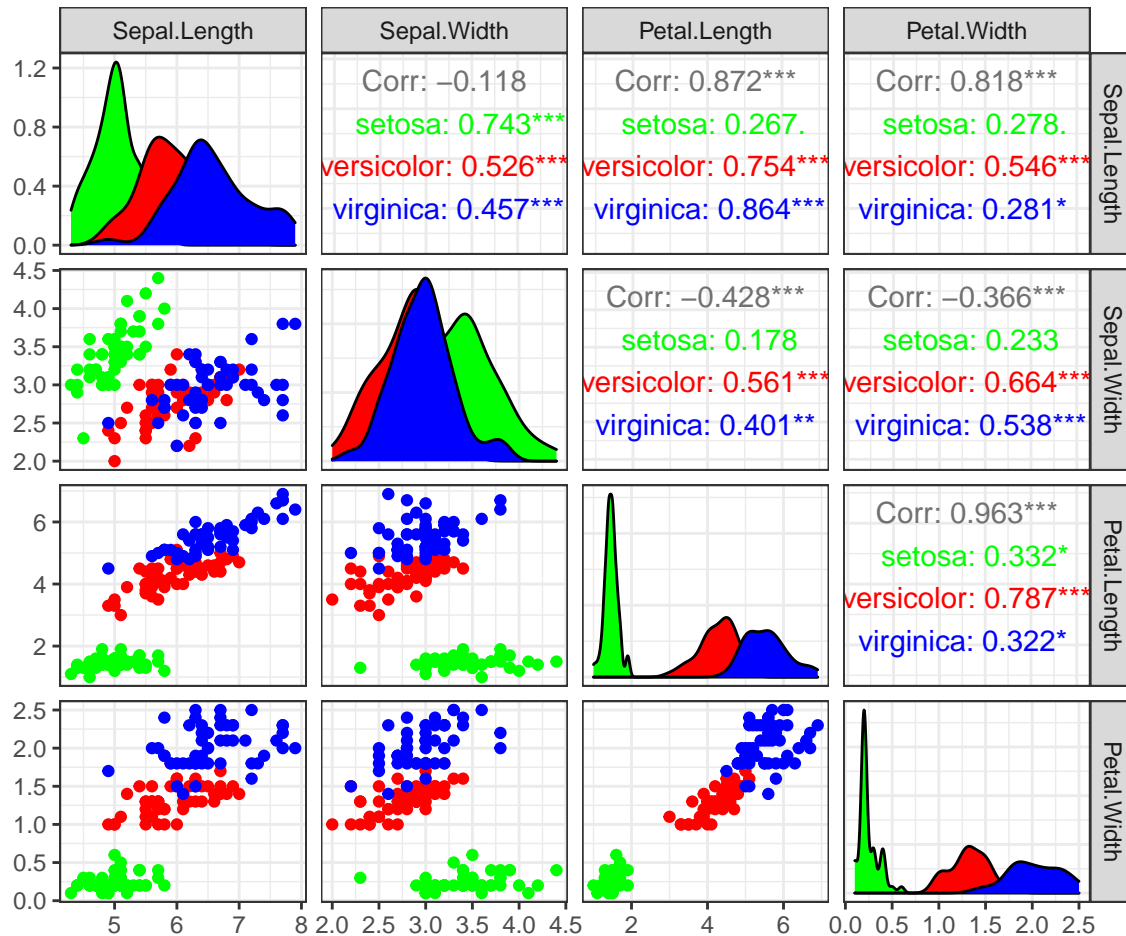 Sepal.Length
Sepal.Width
Petal.Length
Petal.Width
1.2
0.8
0.4
0.0
Corr: −0.118
setosa: 0.743***
versicolor: 0.526***
virginica: 0.457***
Corr: 0.872***
setosa: 0.267.
versicolor: 0.754***
virginica: 0.864***
Corr: 0.818***
setosa: 0.278.
versicolor: 0.546***
virginica: 0.281*
Sepal.Length
4.5
4.0
3.5
3.0
2.5
2.0
Corr: −0.428***
setosa: 0.178
versicolor: 0.561***
virginica: 0.401**
Corr: −0.366***
setosa: 0.233
versicolor: 0.664***
virginica: 0.538***
Sepal.Width
6
4
2
Corr: 0.963***
setosa: 0.332*
versicolor: 0.787***
virginica: 0.322*
Petal.Length
2.5
2.0
1.5
1.0
0.5
0.0
Petal.Width
5 6 7 8
2.0 2.5 3.0 3.5 4.0 4.5
2 4 6
0.0 0.5 1.0 1.5 2.0 2.5